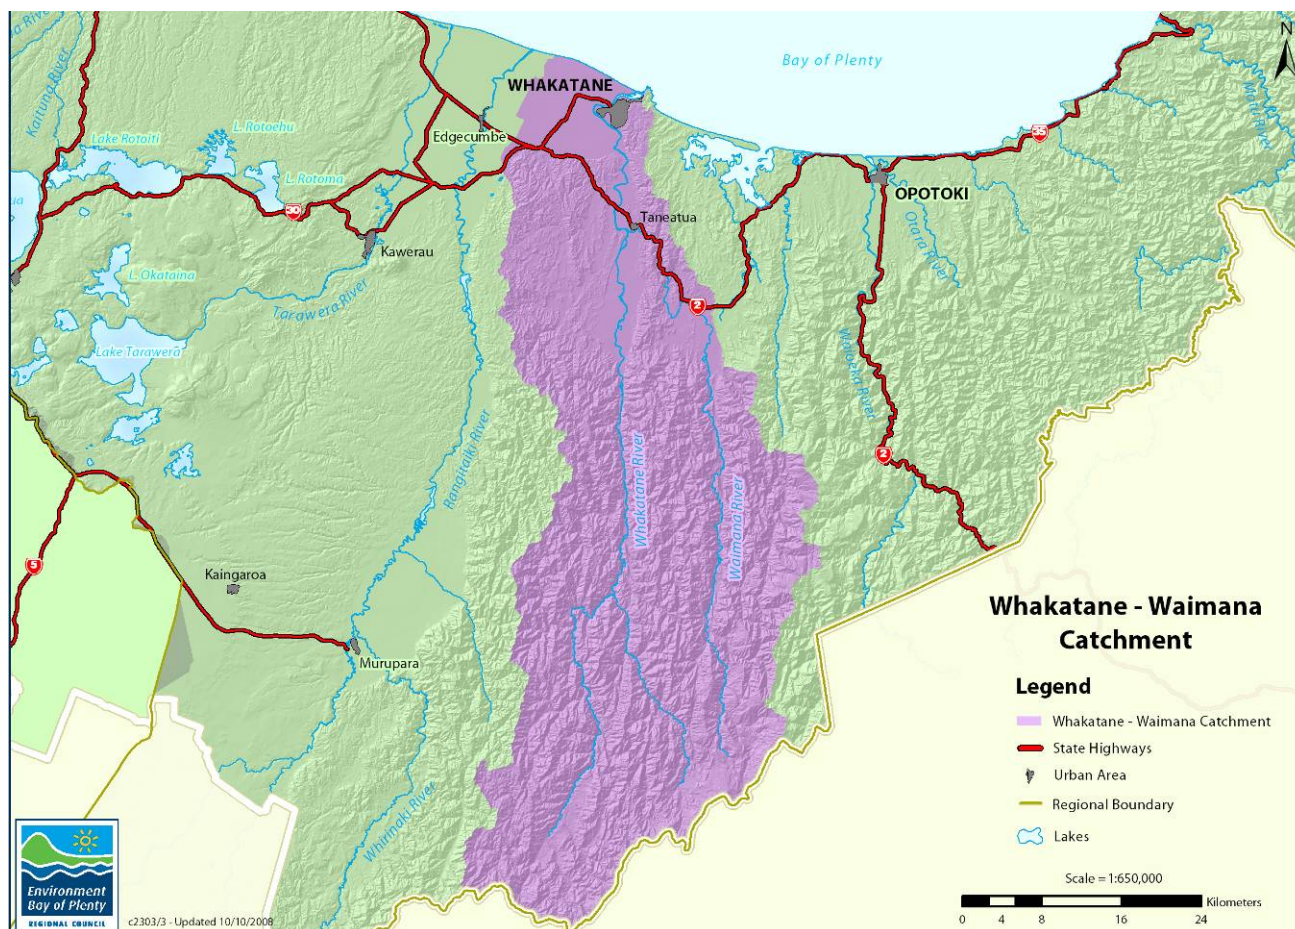 Bay of Plenty
N
WHAKATANE
Kaituna River
Edgecumbe
35
Lake Rotoiti
L. Rotoehu
L. Rotoma
30
OPOTOKI
Taneatua
Otara River
Kawerau
L. Okataina
Tarawera River
2
Lake Tarawera
Waioeka River
Rangitaiki River
Whakatane River
Waimana River
2
5
Kaingaroa
Murupara
Whirinaki River
Whakatane - Waimana
Catchment
Legend
Whakatane - Waimana Catchment
State Highways
Urban Area
Regional Boundary
Lakes
Scale = 1:650,000
Kilometers
0 4 8 16 24
Environment
Bay of Plenty
REGIONAL COUNCIL
c2303/3 - Updated 10/10/2008